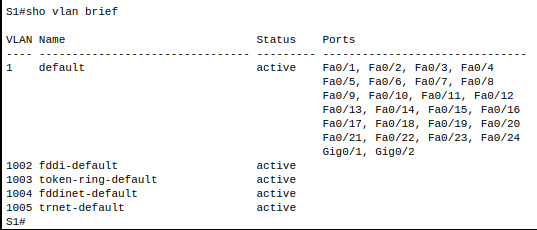 S1#sho vlan brief
VLAN Name                             Status    Ports
---- -------------------------------- --------- -------------------------------
1    default                          active    Fa0/1, Fa0/2, Fa0/3, Fa0/4
                                                Fa0/5, Fa0/6, Fa0/7, Fa0/8
                                                Fa0/9, Fa0/10, Fa0/11, Fa0/12
                                                Fa0/13, Fa0/14, Fa0/15, Fa0/16
                                                Fa0/17, Fa0/18, Fa0/19, Fa0/20
                                                Fa0/21, Fa0/22, Fa0/23, Fa0/24
                                                Gig0/1, Gig0/2
1002 fddi-default                     active
1003 token-ring-default               active
1004 fddinet-default                  active
1005 trnet-default                    active
S1#